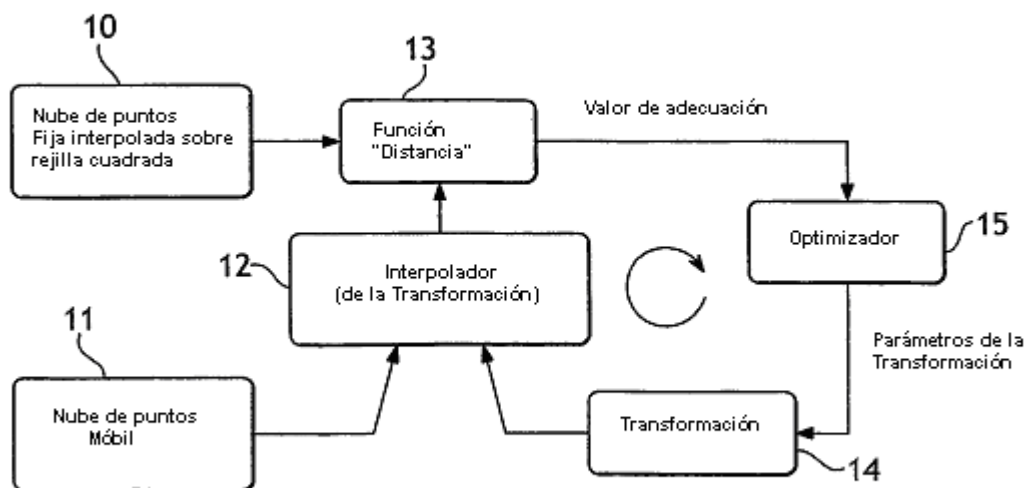 10
Nube de puntos
Fija interpolada sobre
rejilla cuadrada
13
Función
"Distancia"
Valor de adecuación
15
Optimizador
12
Interpolador
(de la Transformación)
11
Nube de puntos
Móbil
Parámetros de la
Transformación
Transformación
14